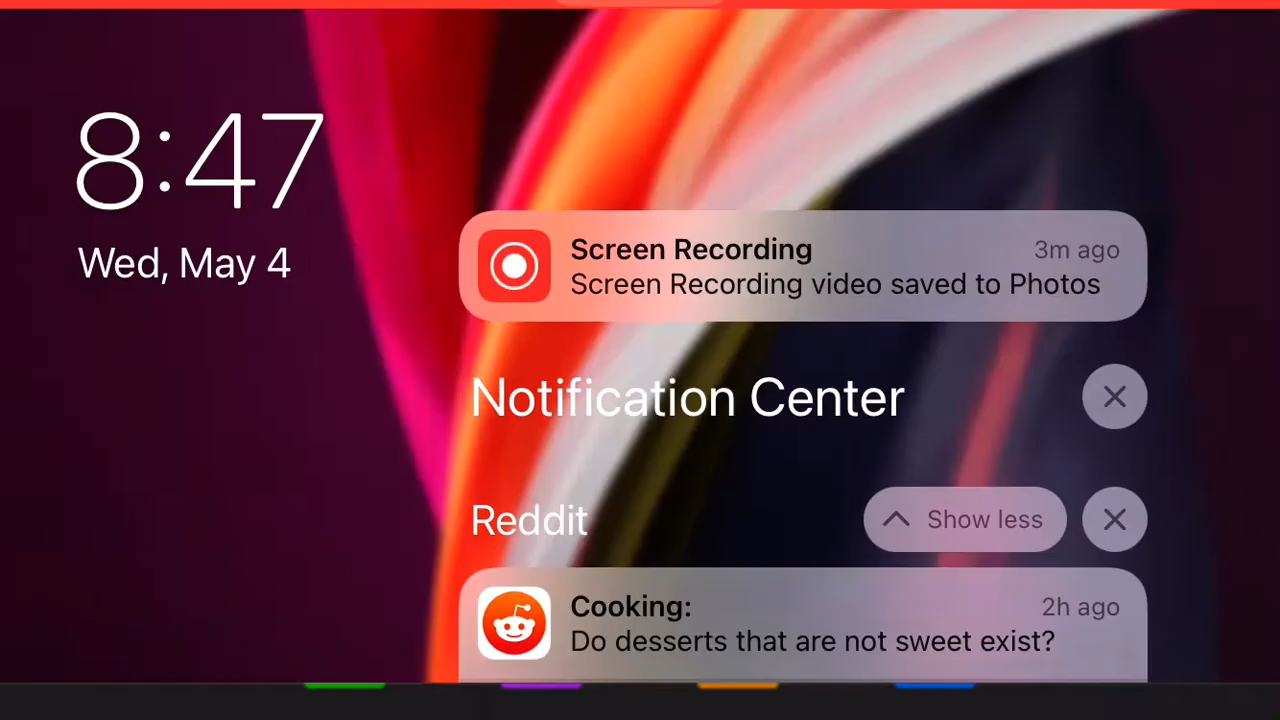 8:47
Wed, May 4
Screen Recording 3m ago
Screen Recording video saved to Photos
Notification Center
Reddit Show less
Cooking: 2h ago
Do desserts that are not sweet exist?